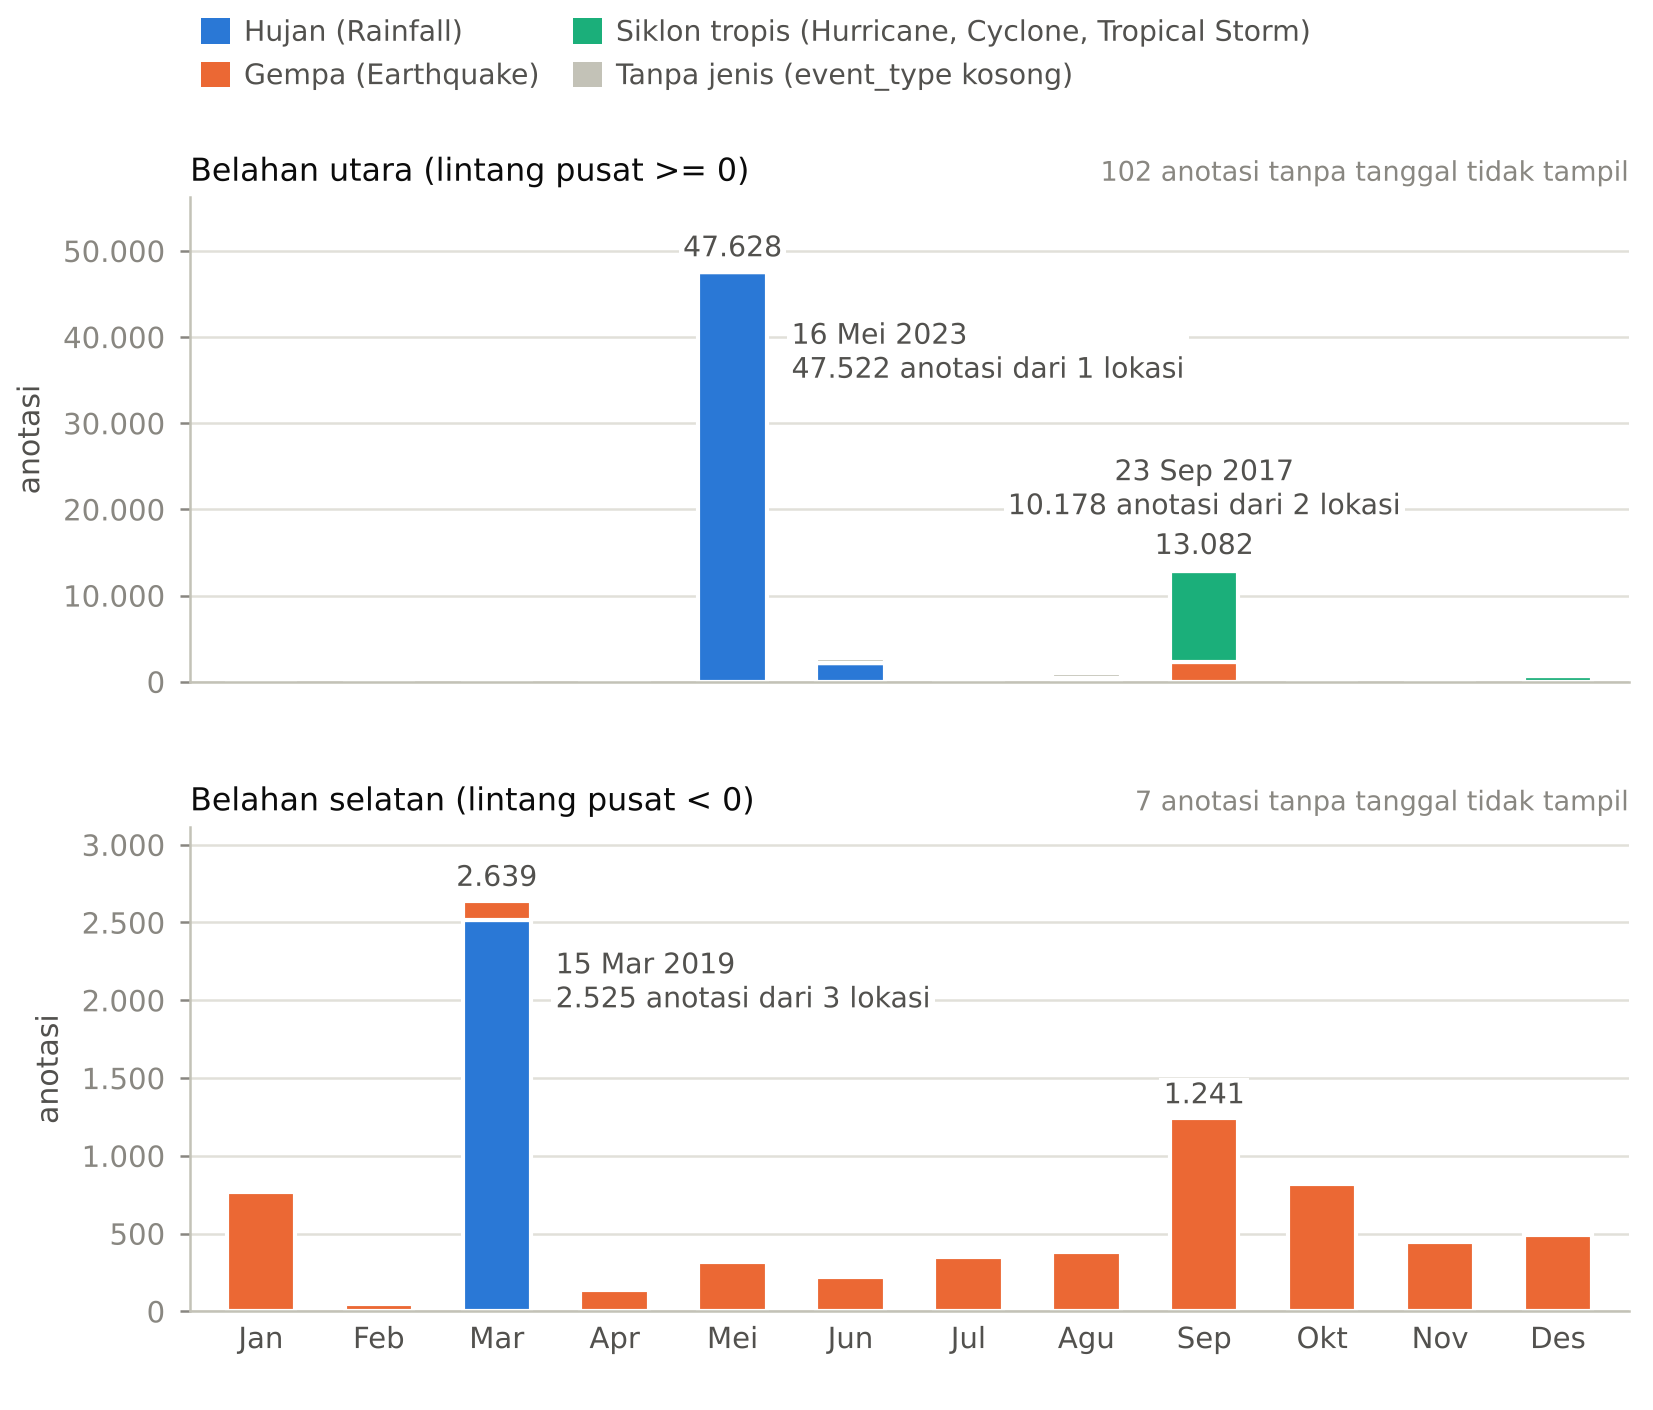 Hujan (Rainfall)
Gempa (Earthquake)
Siklon tropis (Hurricane, Cyclone, Tropical Storm)
Tanpa jenis (event_type kosong)
Belahan utara (lintang pusat >= 0)
102 anotasi tanpa tanggal tidak tampil
anotasi
50.000
40.000
30.000
20.000
10.000
0
47.628
16 Mei 2023
47.522 anotasi dari 1 lokasi
23 Sep 2017
10.178 anotasi dari 2 lokasi
13.082
Belahan selatan (lintang pusat < 0)
7 anotasi tanpa tanggal tidak tampil
anotasi
3.000
2.500
2.000
1.500
1.000
500
0
2.639
15 Mar 2019
2.525 anotasi dari 3 lokasi
1.241
Jan Feb Mar Apr Mei Jun Jul Agu Sep Okt Nov Des